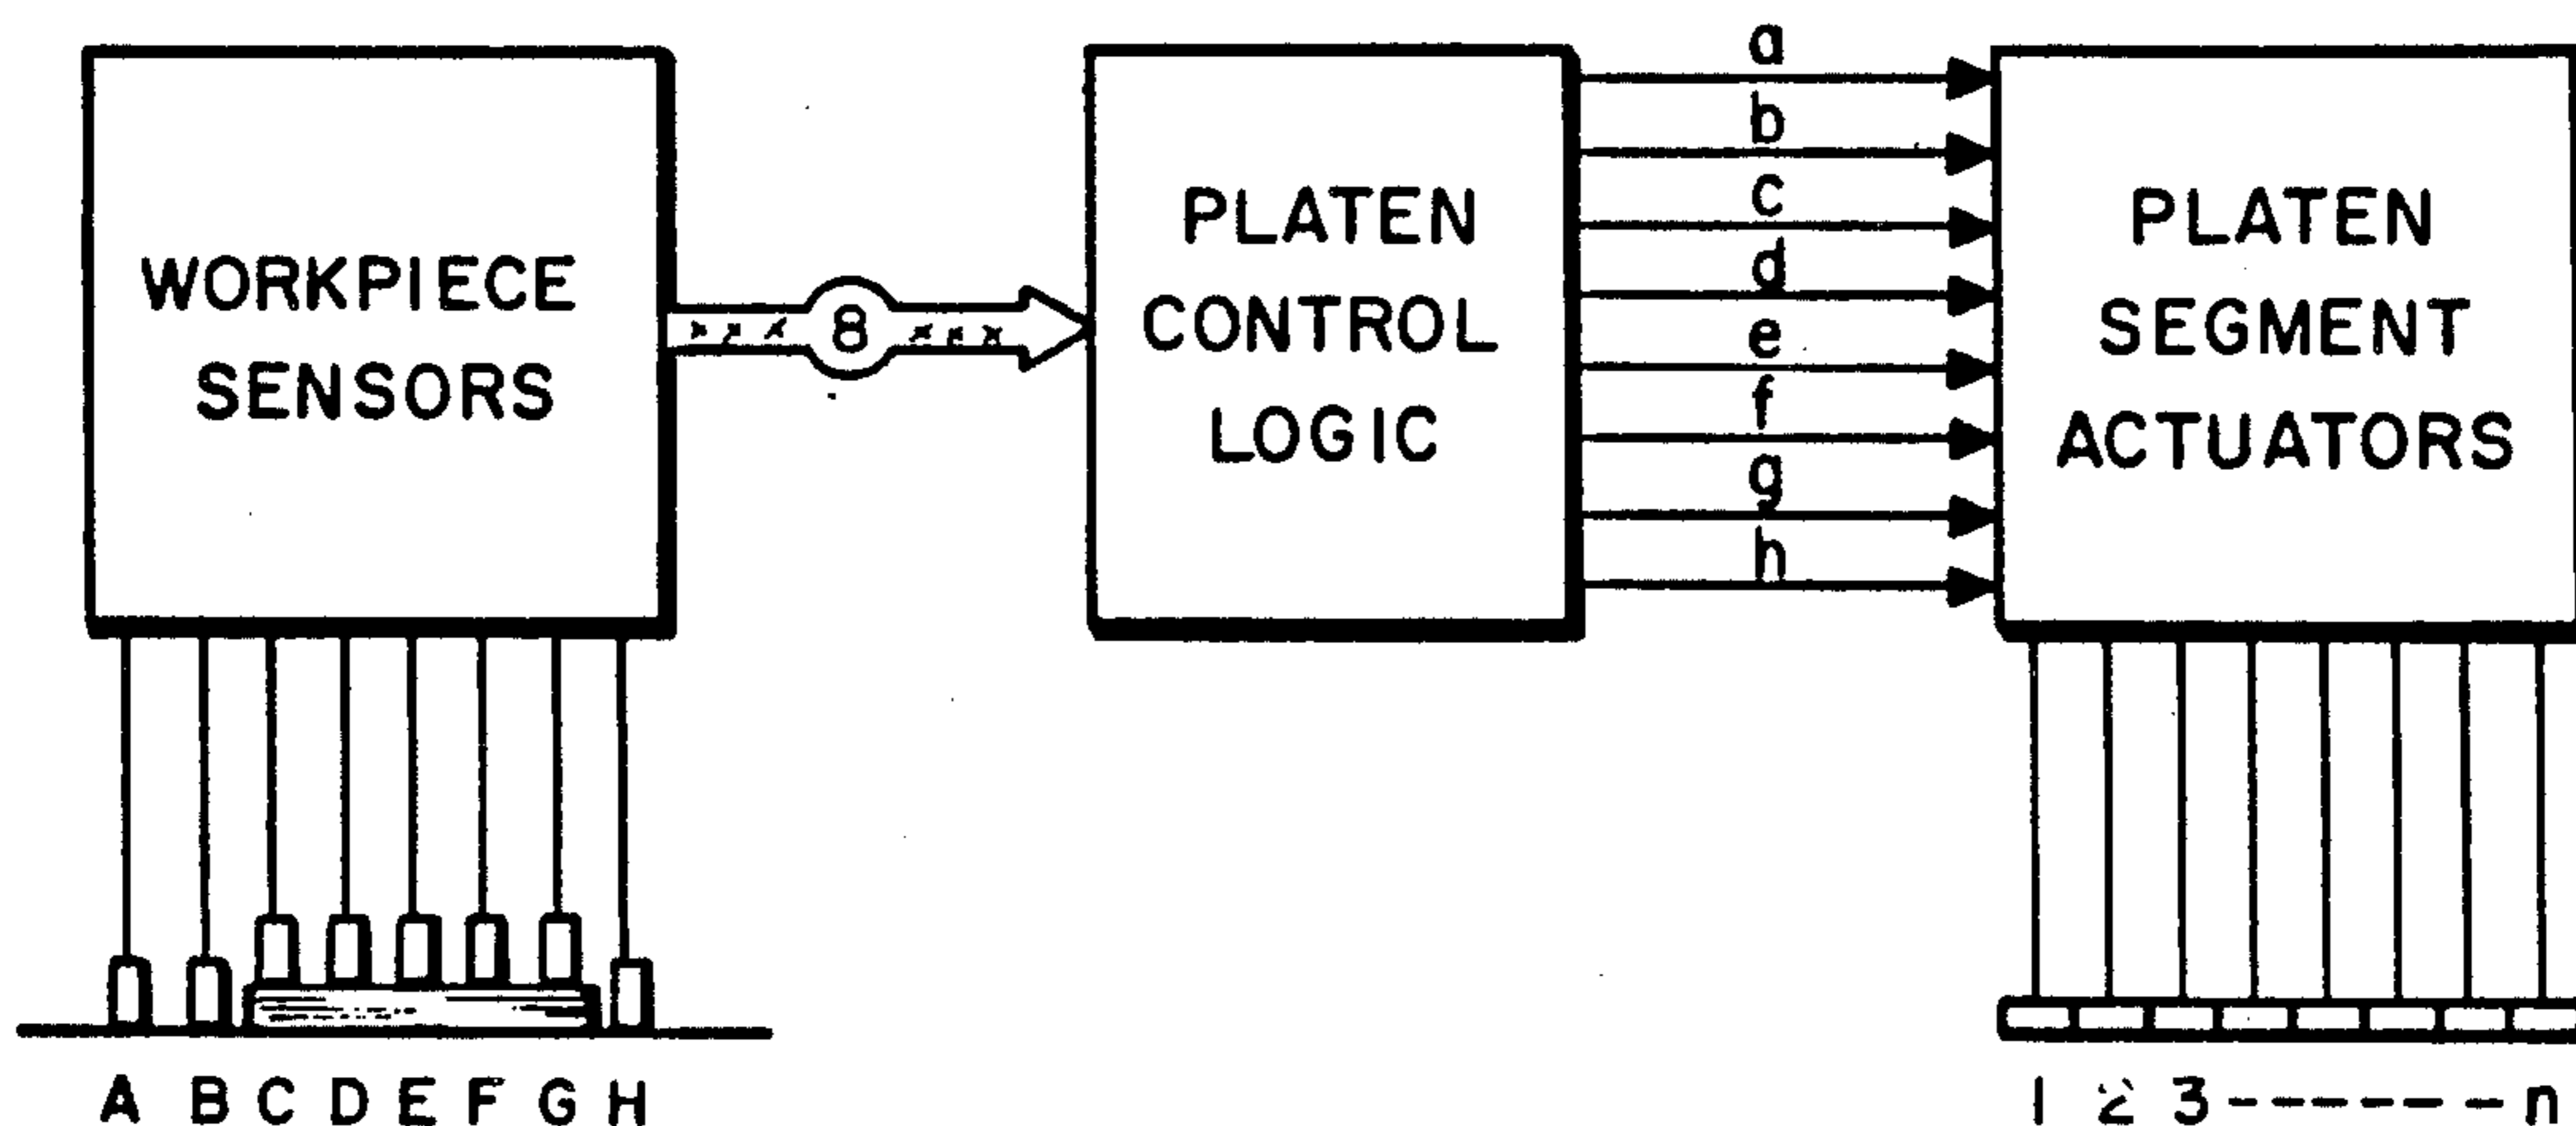 WORKPIECE
SENSORS
8
PLATEN
CONTROL
LOGIC
a
b
c
d
e
f
g
h
PLATEN
SEGMENT
ACTUATORS
A B C D E F G H
1 2 3 ------- n